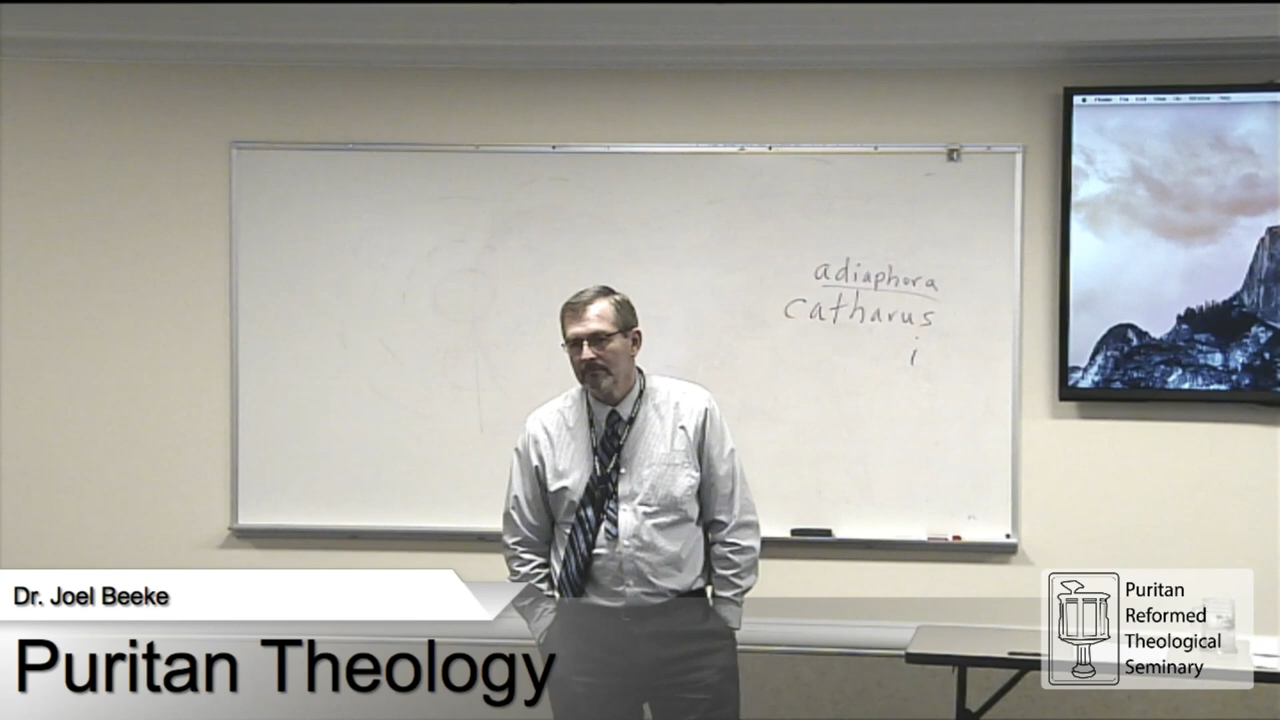 adiaphora
catharus
i
Dr. Joel Beeke
Puritan Theology
Puritan
Reformed
Theological
Seminary